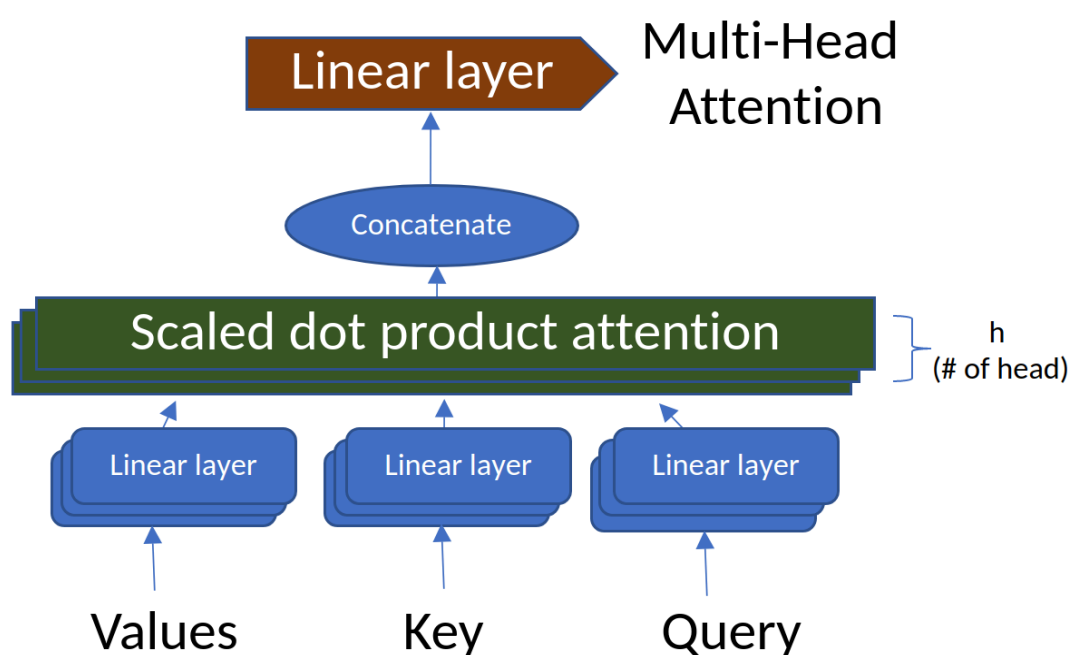 Linear layer
Multi-Head
Attention
Concatenate
Scaled dot product attention
h
(# of head)
Linear layer
Linear layer
Linear layer
Values
Key
Query